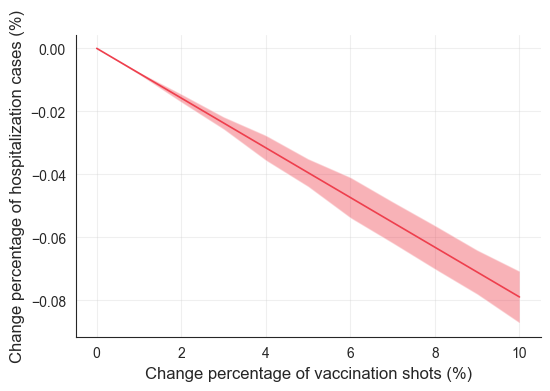 Change percentage of hospitalization cases (%)
0.00
−0.02
−0.04
−0.06
−0.08
0 2 4 6 8 10
Change percentage of vaccination shots (%)